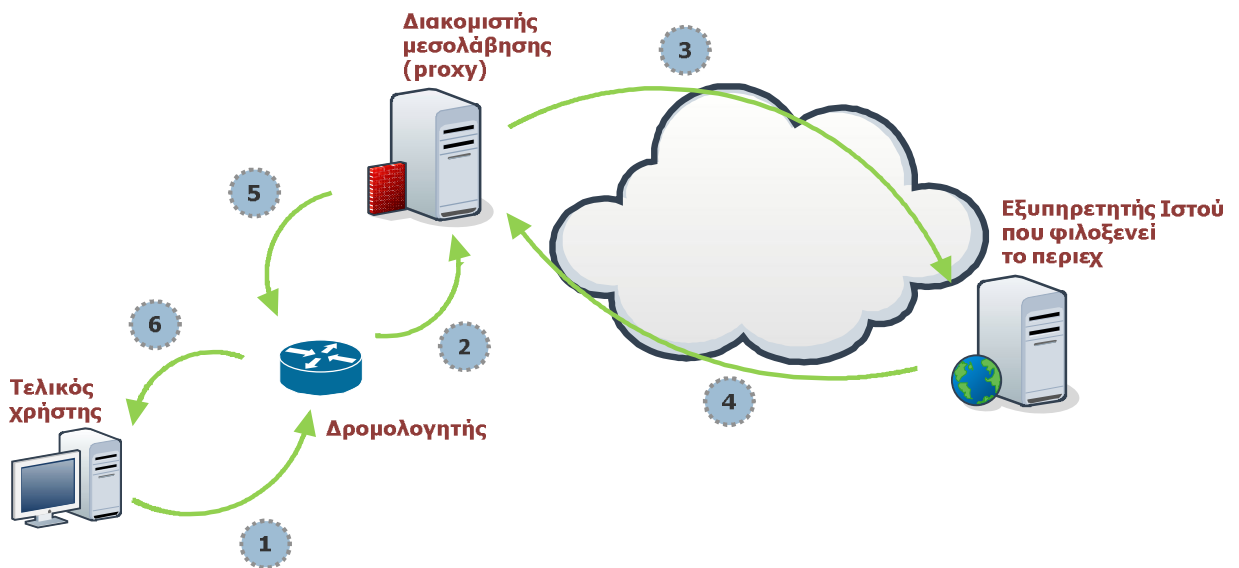 Διακομιστής
μεσολάβησης
(proxy)
3
5
Εξυπηρετητής Ιστού
που φιλοξενεί
το περιεχ
6
2
Τελικός
χρήστης
4
Δρομολογητής
1